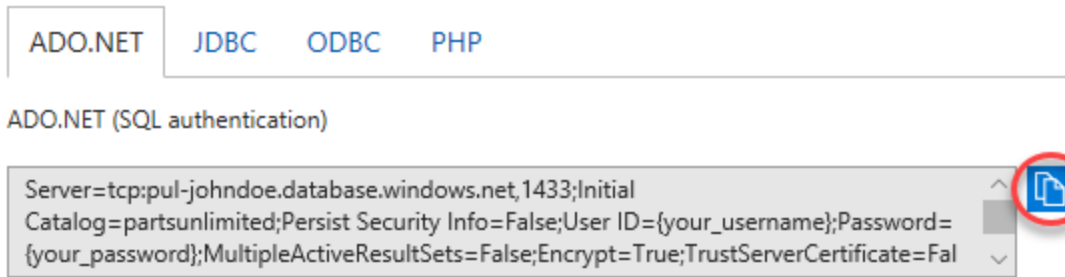 ADO.NET JDBC ODBC PHP
ADO.NET (SQL authentication)
Server=tcp:pul-johndoe.database.windows.net,1433;Initial
Catalog=partsunlimited;Persist Security Info=False;User ID={your_username};Password=
{your_password};MultipleActiveResultSets=False;Encrypt=True;TrustServerCertificate=Fal